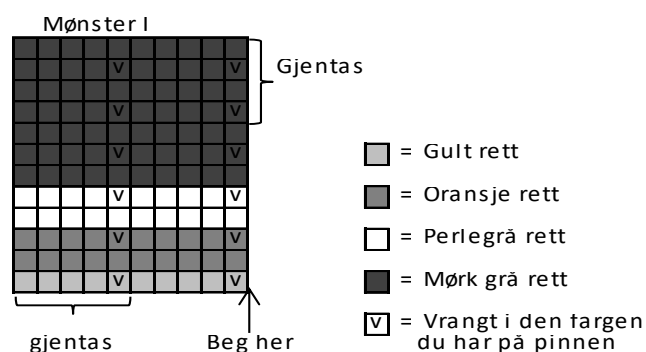 Mønster I
v v
Gjentas
v v
v v
v v
v v
v v
gjentas
Beg her
= Gult rett
= Oransje rett
= Perlegrå rett
= Mørk grå rett
v = Vrangt i den fargen
du har på pinnen